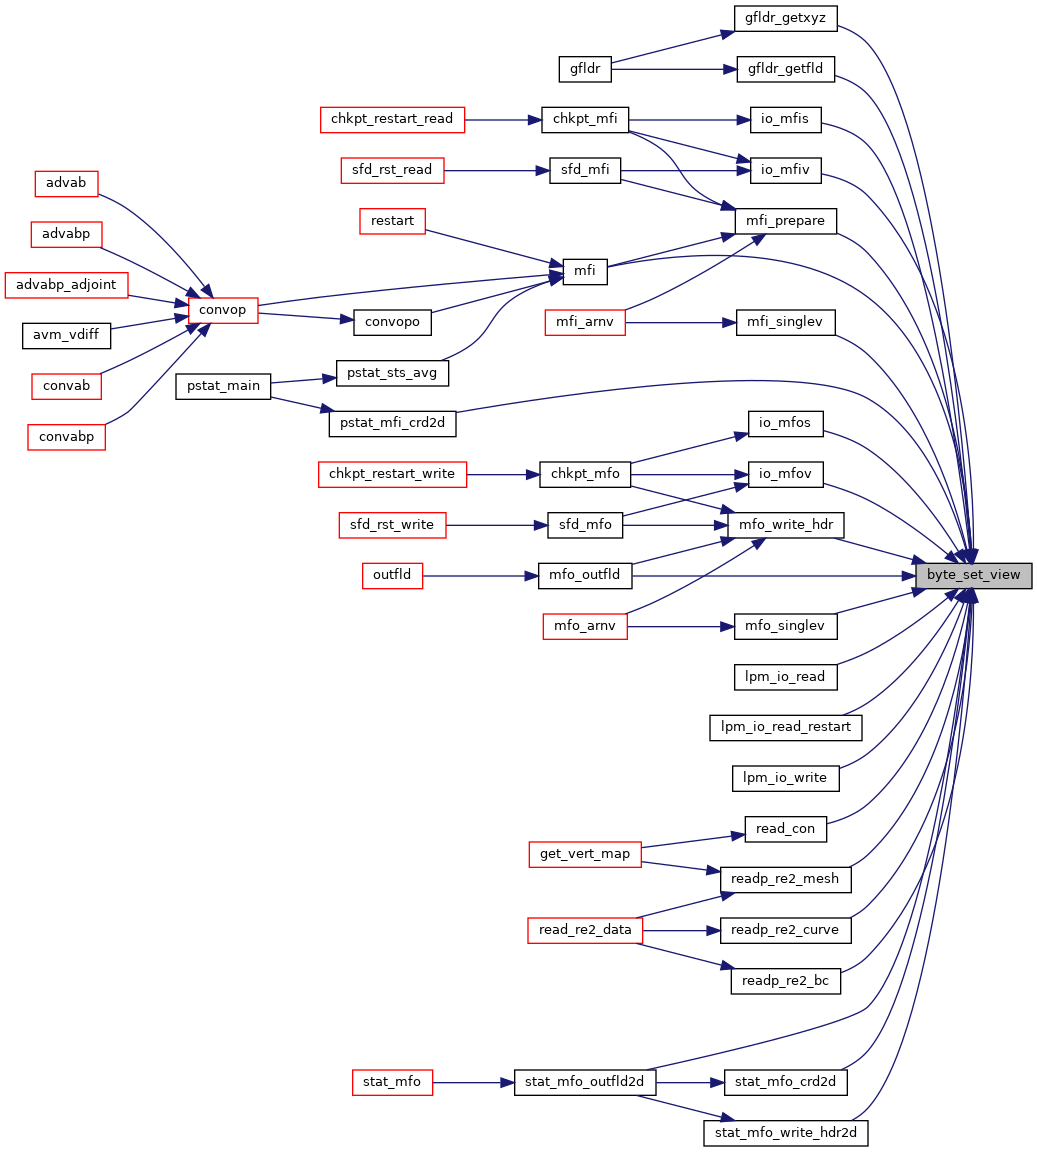 gfldr_getxyz
gfldr
gfldr_getfld
chkpt_restart_read
chkpt_mfi
io_mfis
sfd_rst_read
sfd_mfi
io_mfiv
advab
restart
mfi_prepare
advabp
mfi
advabp_adjoint
convop
convopo
mfi_arnv
mfi_singlev
avm_vdiff
pstat_sts_avg
convab
pstat_main
pstat_mfi_crd2d
io_mfos
convabp
chkpt_restart_write
chkpt_mfo
io_mfov
sfd_rst_write
sfd_mfo
mfo_write_hdr
outfld
mfo_outfld
byte_set_view
mfo_arnv
mfo_singlev
lpm_io_read
lpm_io_read_restart
lpm_io_write
read_con
get_vert_map
readp_re2_mesh
read_re2_data
readp_re2_curve
readp_re2_bc
stat_mfo
stat_mfo_outfld2d
stat_mfo_crd2d
stat_mfo_write_hdr2d